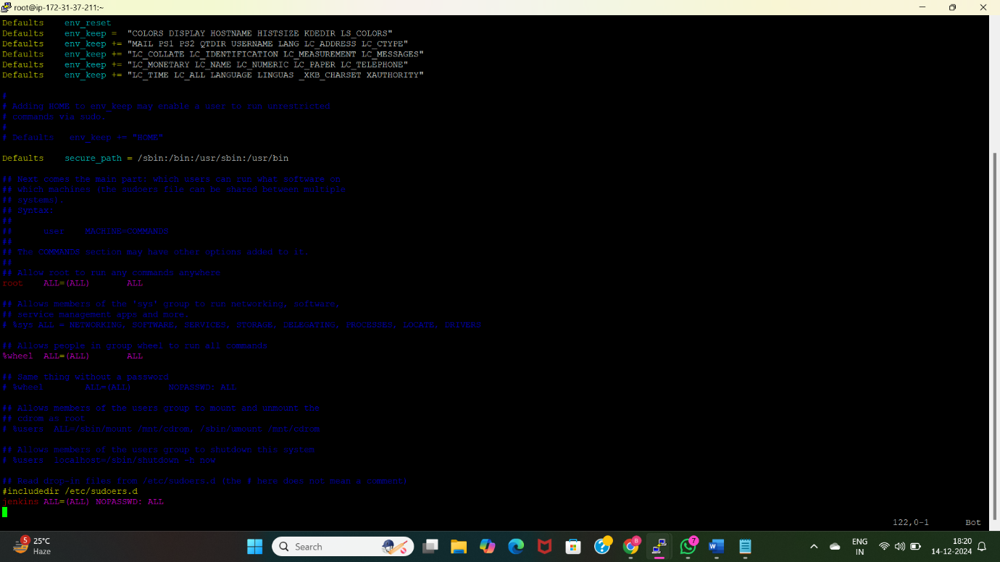 root@ip-172-31-37-211:~
Defaults    env_reset
Defaults    env_keep =  "COLORS DISPLAY HOSTNAME HISTSIZE KDEDIR LS_COLORS"
Defaults    env_keep += "MAIL PS1 PS2 QTDIR USERNAME LANG LC_ADDRESS LC_CTYPE"
Defaults    env_keep += "LC_COLLATE LC_IDENTIFICATION LC_MEASUREMENT LC_MESSAGES"
Defaults    env_keep += "LC_MONETARY LC_NAME LC_NUMERIC LC_PAPER LC_TELEPHONE"
Defaults    env_keep += "LC_TIME LC_ALL LANGUAGE LINGUAS _XKB_CHARSET XAUTHORITY"
#
# Adding HOME to env_keep may enable a user to run unrestricted
# commands via sudo.
#
# Defaults   env_keep += "HOME"
Defaults    secure_path = /sbin:/bin:/usr/sbin:/usr/bin
## Next comes the main part: which users can run what software on
## which machines (the sudoers file can be shared between multiple
## systems).
## Syntax:
##
##      user    MACHINE=COMMANDS
##
## The COMMANDS section may have other options added to it.
##
## Allow root to run any commands anywhere
root    ALL=(ALL)       ALL
## Allows members of the 'sys' group to run networking, software,
## service management apps and more.
# %sys ALL = NETWORKING, SOFTWARE, SERVICES, STORAGE, DELEGATING, PROCESSES, LOCATE, DRIVERS
## Allows people in group wheel to run all commands
%wheel  ALL=(ALL)       ALL
## Same thing without a password
# %wheel        ALL=(ALL)       NOPASSWD: ALL
## Allows members of the users group to mount and unmount the
## cdrom as root
# %users  ALL=/sbin/mount /mnt/cdrom, /sbin/umount /mnt/cdrom
## Allows members of the users group to shutdown this system
# %users  localhost=/sbin/shutdown -h now
## Read drop-in files from /etc/sudoers.d (the # here does not mean a comment)
#includedir /etc/sudoers.d
jenkins ALL=(ALL) NOPASSWD: ALL
122,0-1       Bot
5
25°C
Haze
Search
8
7
ENG
IN
18:20
14-12-2024